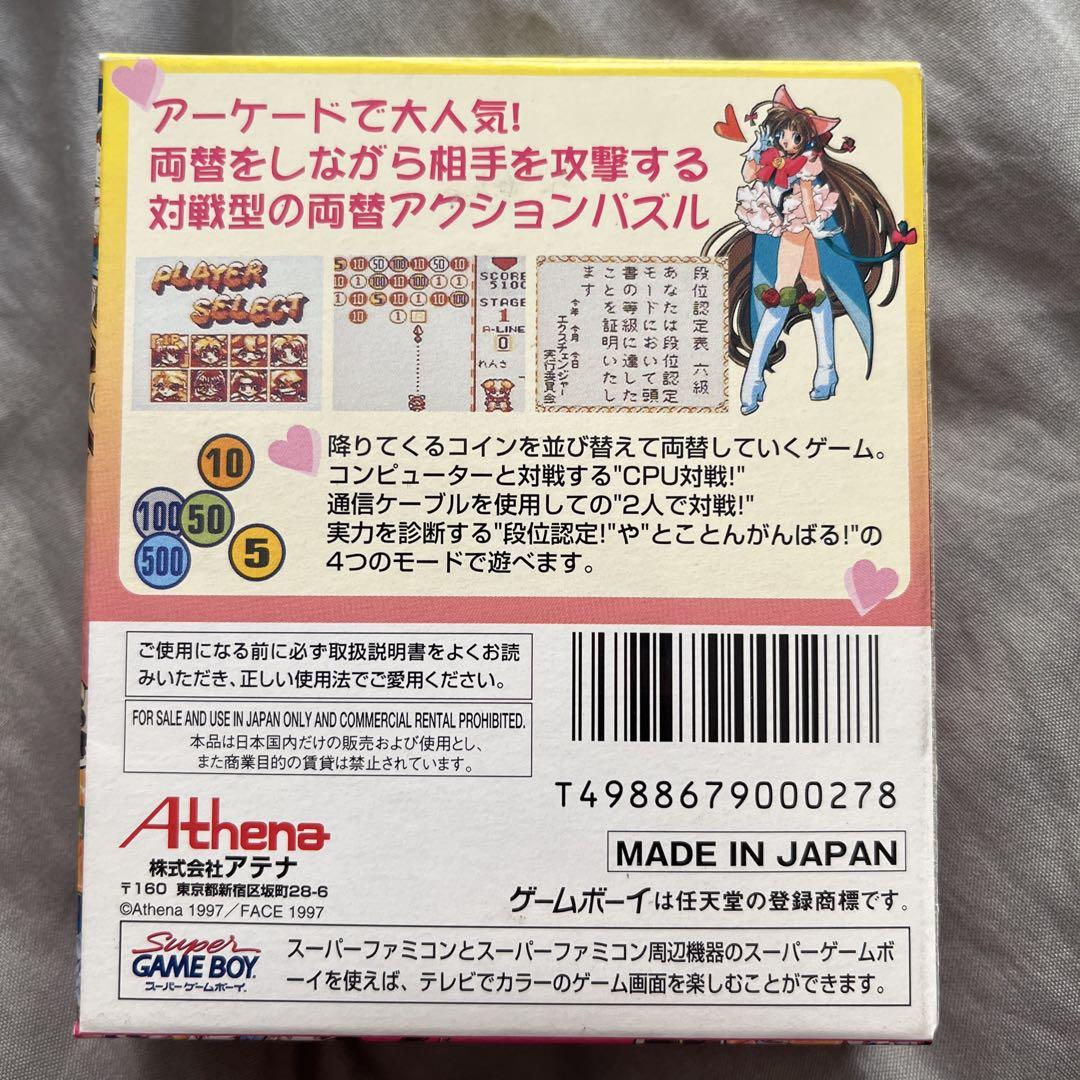 アーケードで大人気!
両替をしながら相手を攻撃する
対戦型の両替アクションパズル
PLAYER
SELECT
5 10 50 100 10 50 10
SCORE
5100
STAGE
1
A-LINE
0
れんさ
段位認定表 六級
あなたは段位認定
モードにおいて頭
書の等級に達した
ことを証明いたし
ます
今年 今月 今日
エクスチェンジャー
実行委員会
10
100
50
500
5
降りてくるコインを並び替えて両替していくゲーム。
コンピューターと対戦する"CPU対戦!"
通信ケーブルを使用しての"2人で対戦!"
実力を診断する"段位認定!"や"とことんがんばる!"の
4つのモードで遊べます。
ご使用になる前に必ず取扱説明書をよくお読
みいただき、正しい使用法でご愛用ください。
FOR SALE AND USE IN JAPAN ONLY AND COMMERCIAL RENTAL PROHIBITED.
本品は日本国内だけの販売および使用とし、
また商業目的の賃貸は禁止されています。
T4988679000278
Athena
株式会社アテナ
〒160 東京都新宿区坂町28-6
©Athena 1997/FACE 1997
MADE IN JAPAN
ゲームボーイは任天堂の登録商標です。
Super
GAME BOY
スーパーゲームボーイ
スーパーファミコンとスーパーファミコン周辺機器のスーパーゲームボ
ーイを使えば、テレビでカラーのゲーム画面を楽しむことができます。